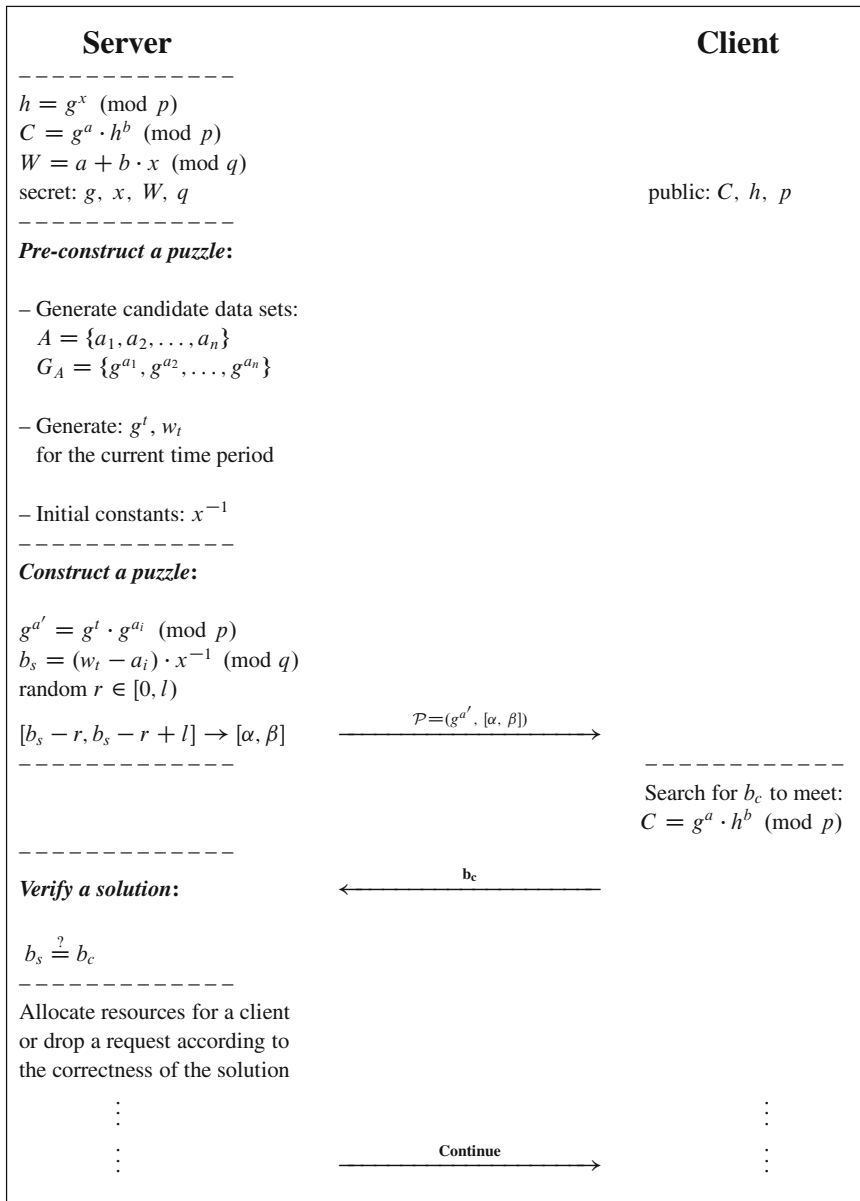 Server Client
h = g^x (mod p)
C = g^a · h^b (mod p)
W = a + b · x (mod q)
secret: g, x, W, q public: C, h, p
Pre-construct a puzzle:
– Generate candidate data sets:
A = {a_1, a_2, . . . , a_n}
G_A = {g^{a_1}, g^{a_2}, . . . , g^{a_n}}
– Generate: g^t, w_t
for the current time period
– Initial constants: x^{−1}
Construct a puzzle:
g^{a′} = g^t · g^{a_i} (mod p)
b_s = (w_t − a_i) · x^{−1} (mod q)
random r ∈ [0, l)
[b_s − r, b_s − r + l] → [α, β] P=(g^{a′}, [α, β])
Search for b_c to meet:
C = g^a · h^b (mod p)
Verify a solution: b_c
b_s ?= b_c
Allocate resources for a client
or drop a request according to
the correctness of the solution
Continue